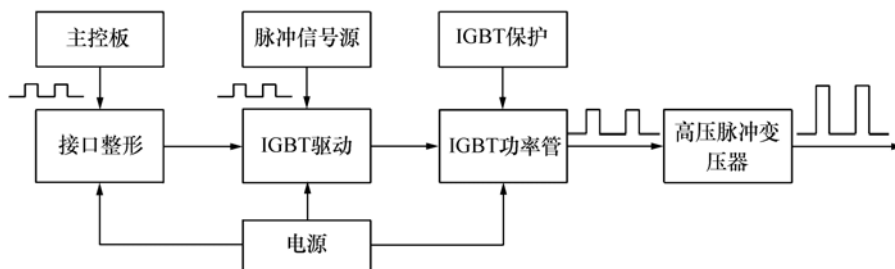 主控板
脉冲信号源
IGBT保护
接口整形
IGBT驱动
IGBT功率管
高压脉冲变
压器
电源